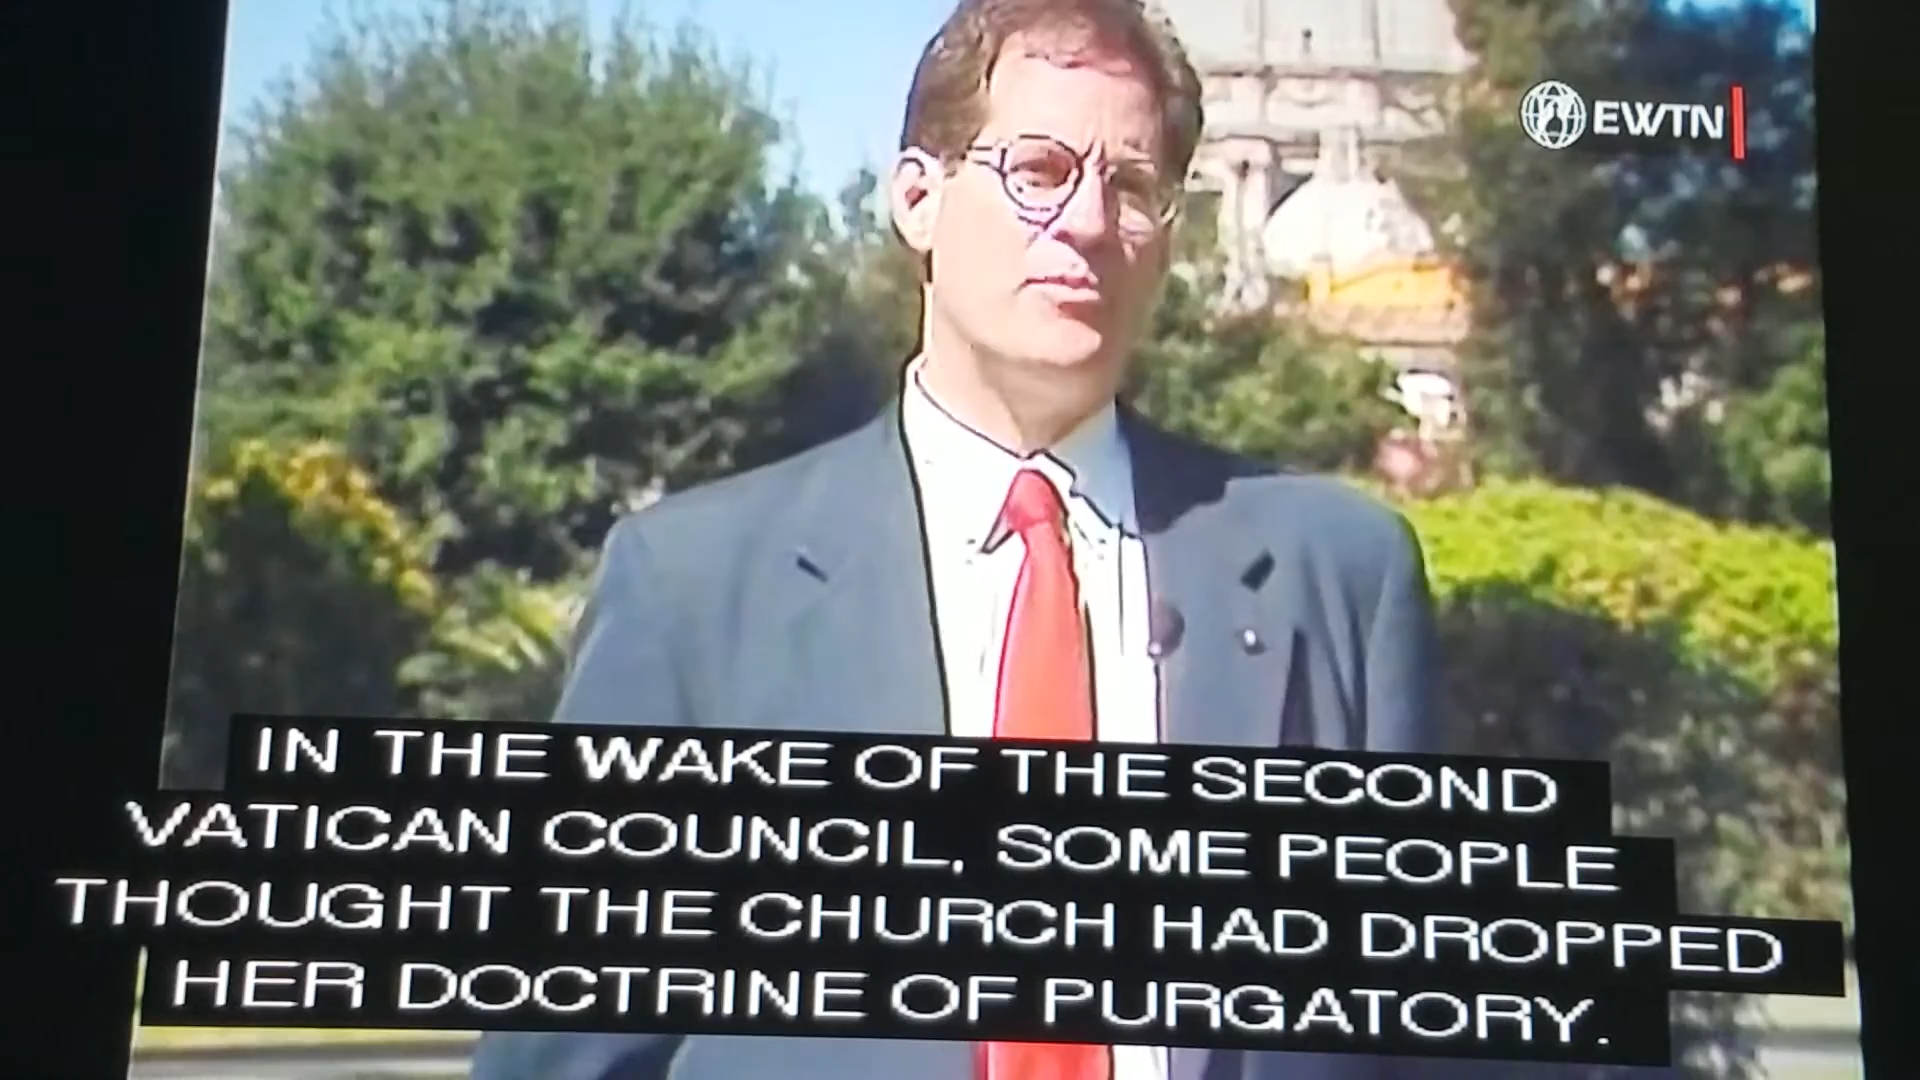 EWTN
IN THE WAKE OF THE SECOND
VATICAN COUNCIL, SOME PEOPLE
THOUGHT THE CHURCH HAD DROPPED
HER DOCTRINE OF PURGATORY.